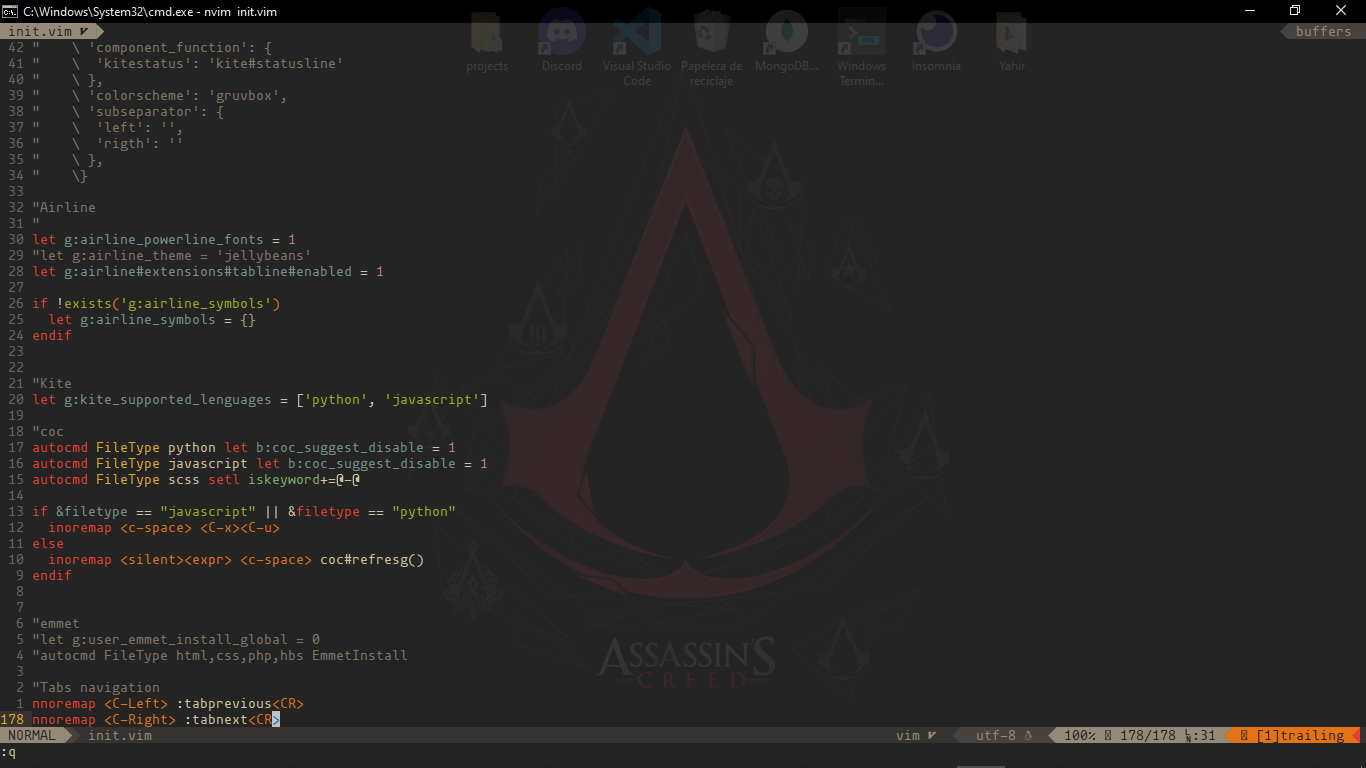 C:\Windows\System32\cmd.exe - nvim  init.vim
init.vim
buffers
projects
Discord
Visual Studio Code
Papelera de reciclaje
MongoDB...
Windows Termin...
Insomnia
Yahir
42 "    \ 'component_function': {
41 "    \  'kitestatus': 'kite#statusline'
40 "    \ },
39 "    \ 'colorscheme': 'gruvbox',
38 "    \ 'subseparator': {
37 "    \  'left': '',
36 "    \  'rigth': ''
35 "    \ },
34 "    \}
33
32 "Airline
31 "
30 let g:airline_powerline_fonts = 1
29 "let g:airline_theme = 'jellybeans'
28 let g:airline#extensions#tabline#enabled = 1
27
26 if !exists('g:airline_symbols')
25   let g:airline_symbols = {}
24 endif
23
22
21 "Kite
20 let g:kite_supported_lenguages = ['python', 'javascript']
19
18 "coc
17 autocmd FileType python let b:coc_suggest_disable = 1
16 autocmd FileType javascript let b:coc_suggest_disable = 1
15 autocmd FileType scss setl iskeyword+=@-@
14
13 if &filetype == "javascript" || &filetype == "python"
12   inoremap <c-space> <C-x><C-u>
11 else
10   inoremap <silent><expr> <c-space> coc#refresg()
9 endif
8
7
6 "emmet
5 "let g:user_emmet_install_global = 0
4 "autocmd FileType html,css,php,hbs EmmetInstall
3
2 "Tabs navigation
1 nnoremap <C-Left> :tabprevious<CR>
178 nnoremap <C-Right> :tabnext<CR>
ASSASSIN'S
CREED
NORMAL init.vim vim utf-8 100% 178/178 :31 [1]trailing
:q